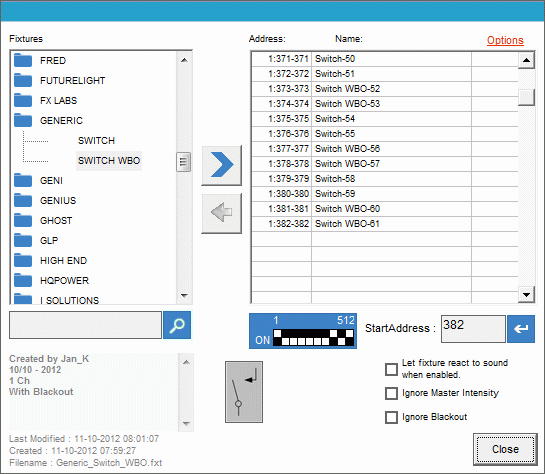 Fixtures
Address: Name: Options
FRED
FUTURELIGHT
FX LABS
GENERIC
SWITCH
SWITCH WBO
GENI
GENIUS
GHOST
GLP
HIGH END
HQPOWER
I SOLUTIONS
1:371-371 Switch-50
1:372-372 Switch-51
1:373-373 Switch WBO-52
1:374-374 Switch WBO-53
1:375-375 Switch-54
1:376-376 Switch-55
1:377-377 Switch WBO-56
1:378-378 Switch WBO-57
1:379-379 Switch-58
1:380-380 Switch-59
1:381-381 Switch WBO-60
1:382-382 Switch WBO-61
1 512
ON
StartAddress : 382
Created by Jan_K
10/10 - 2012
1 Ch
With Blackout
Let fixture react to sound
when enabled.
Ignore Master Intensity
Ignore Blackout
Last Modified : 11-10-2012 08:01:07
Created : 11-10-2012 07:59:27
Filename : Generic_Switch_WBO.fxt
Close